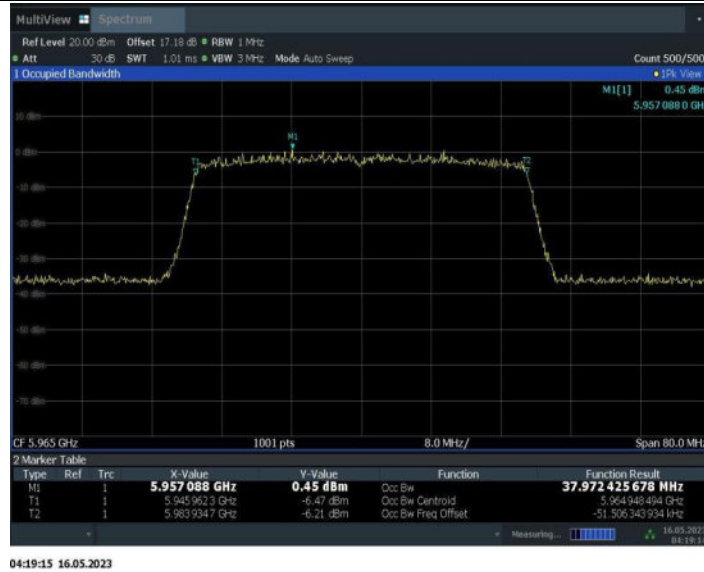 MultiView Spectrum
Ref Level 20.00 dBm Offset 17.18 dB RBW 1 MHz
Att 30 dB SWT 1.01 ms VBW 3 MHz Mode Auto Sweep Count 500/500
1 Occupied Bandwidth 1Pk View
M1[1] 0.45 dBm
5.957 088 0 GH
10 dBm
M1
0 dBm
T1
T2
-10 dBm
-20 dBm
-30 dBm
-40 dBm
-50 dBm
-60 dBm
-70 dBm
CF 5.965 GHz 1001 pts 8.0 MHz/ Span 80.0 MHz
2 Marker Table
Type Ref Trc X-Value Y-Value Function Function Result
M1 1 5.957 088 GHz 0.45 dBm Occ Bw 37.972 425 678 MHz
T1 1 5.945 962 3 GHz -6.47 dBm Occ Bw Centroid 5.964 948 494 GHz
T2 1 5.983 934 7 GHz -6.21 dBm Occ Bw Freq Offset -51.506 343 934 kHz
Measuring... 16.05.2023
04:19:14
04:19:15 16.05.2023